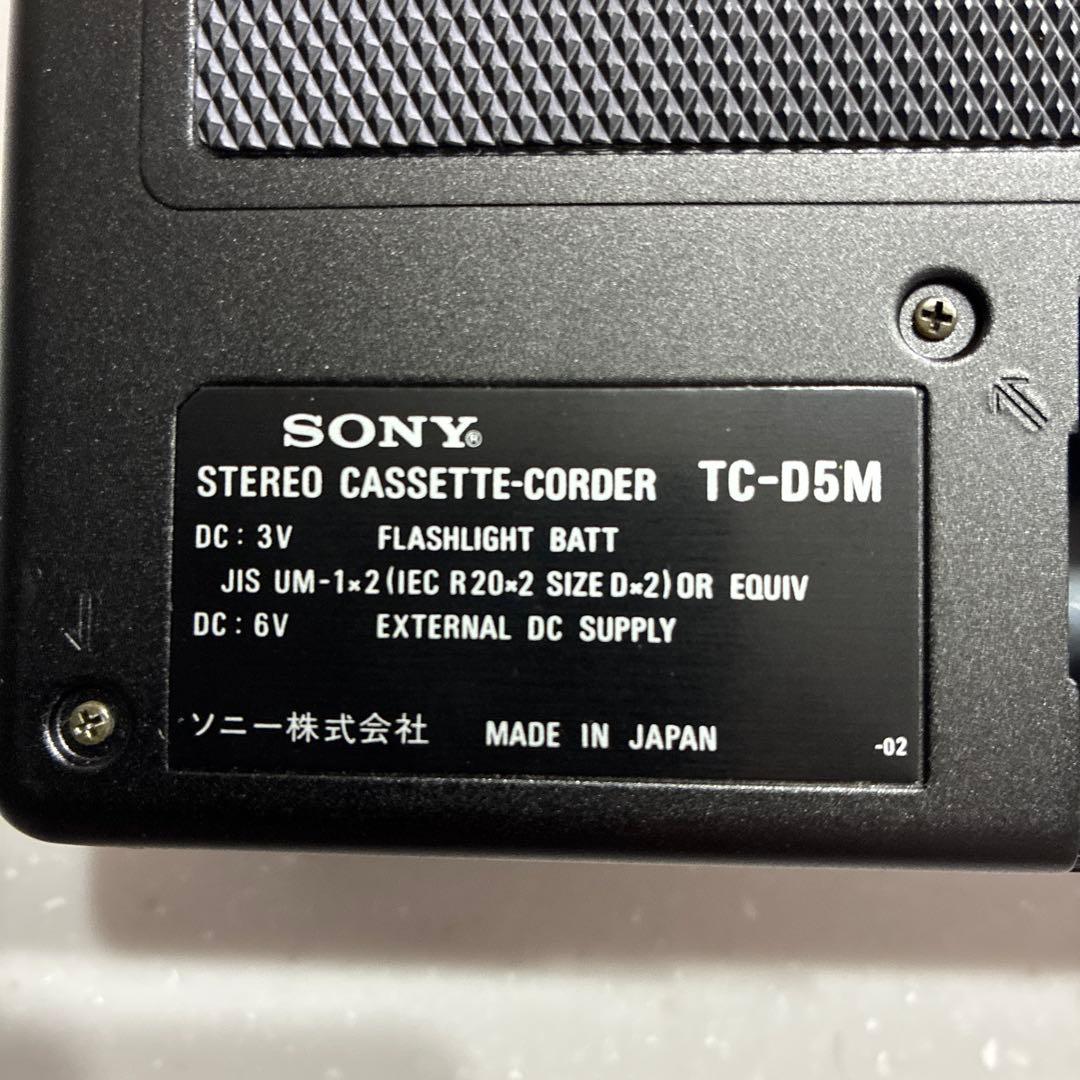 SONY®
STEREO CASSETTE-CORDER TC-D5M
DC: 3V FLASHLIGHT BATT
JIS UM-1×2 (IEC R20×2 SIZE D×2) OR EQUIV
DC: 6V EXTERNAL DC SUPPLY
ソニー株式会社 MADE IN JAPAN -02